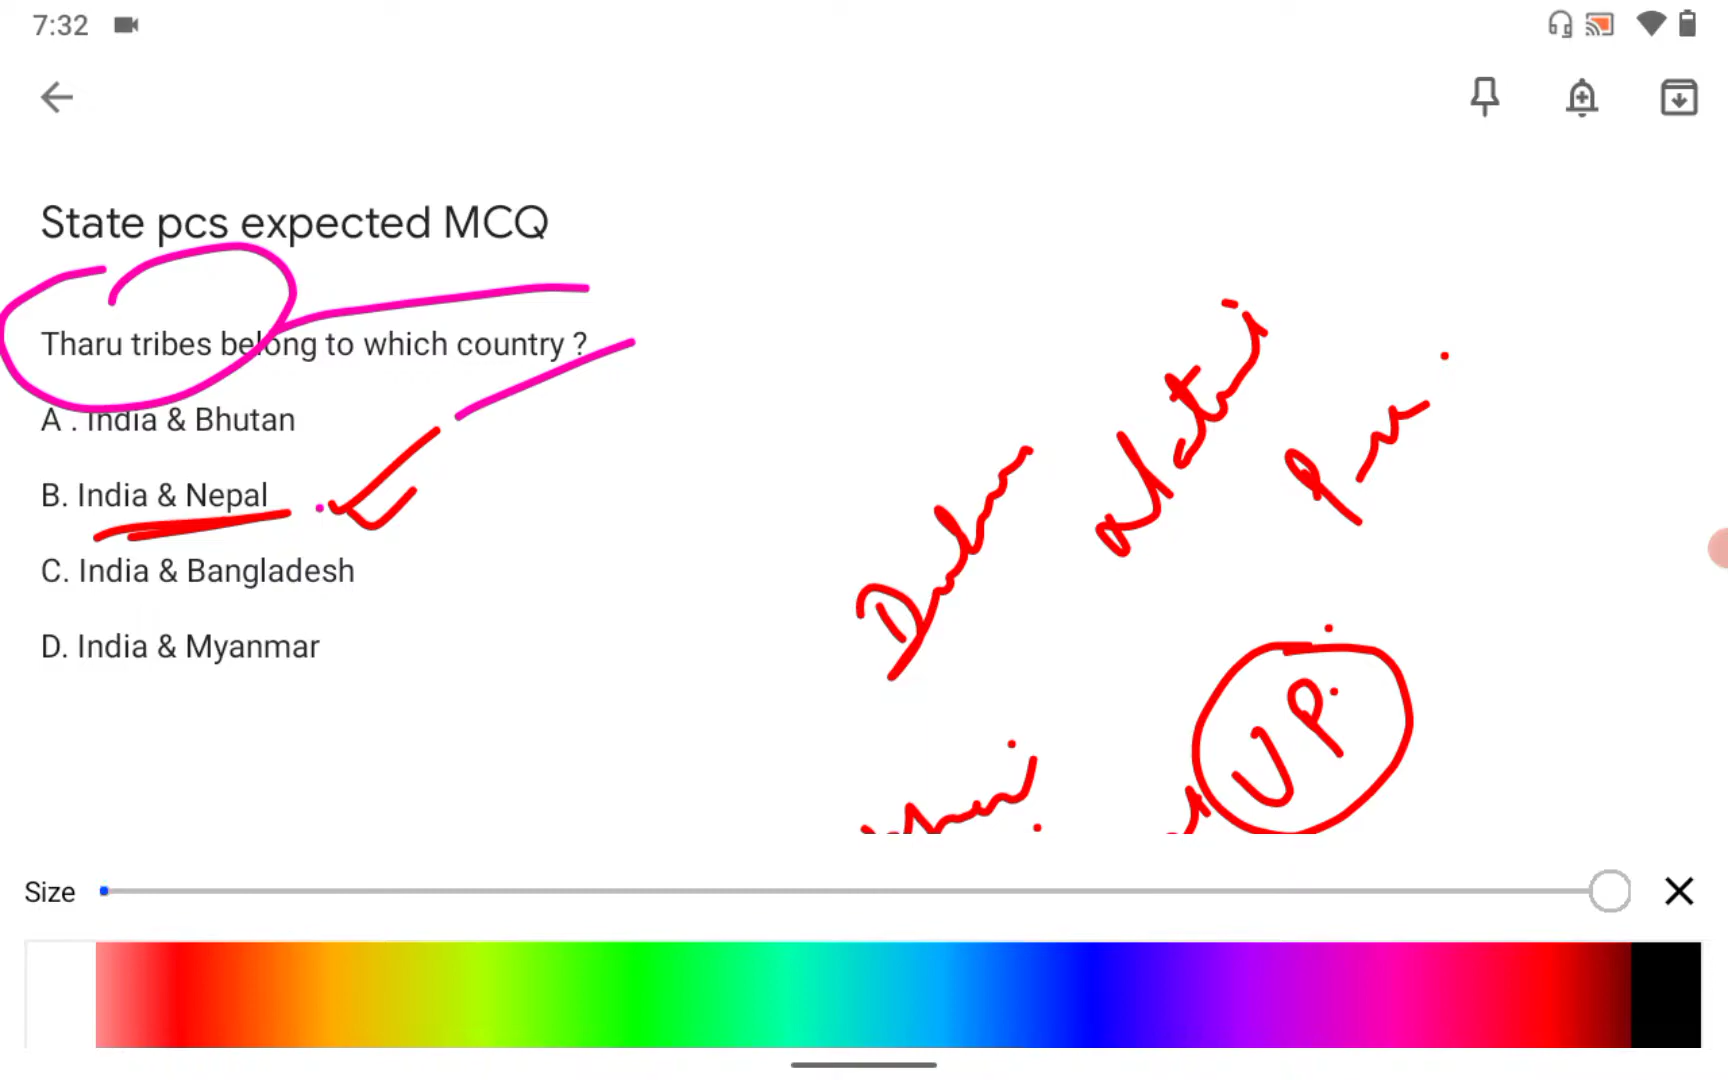 7:32
State pcs expected MCQ
Tharu tribes belong to which country ?
A . India & Bhutan
B. India & Nepal
C. India & Bangladesh
D. India & Myanmar
U P.
Size